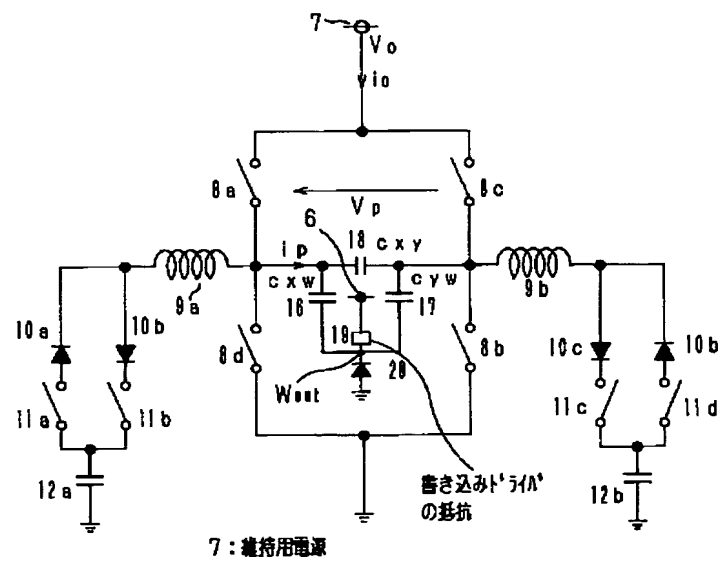 7
Vo
io
8a
8c
Vp
6
ip
18
cxy
cxw
cyw
16
17
9a
9b
10a
10b
8d
19
20
8b
10c
10b
Wout
11a
11b
11c
11d
12a
12b
書き込みドライバ
の抵抗
7:維持用電源